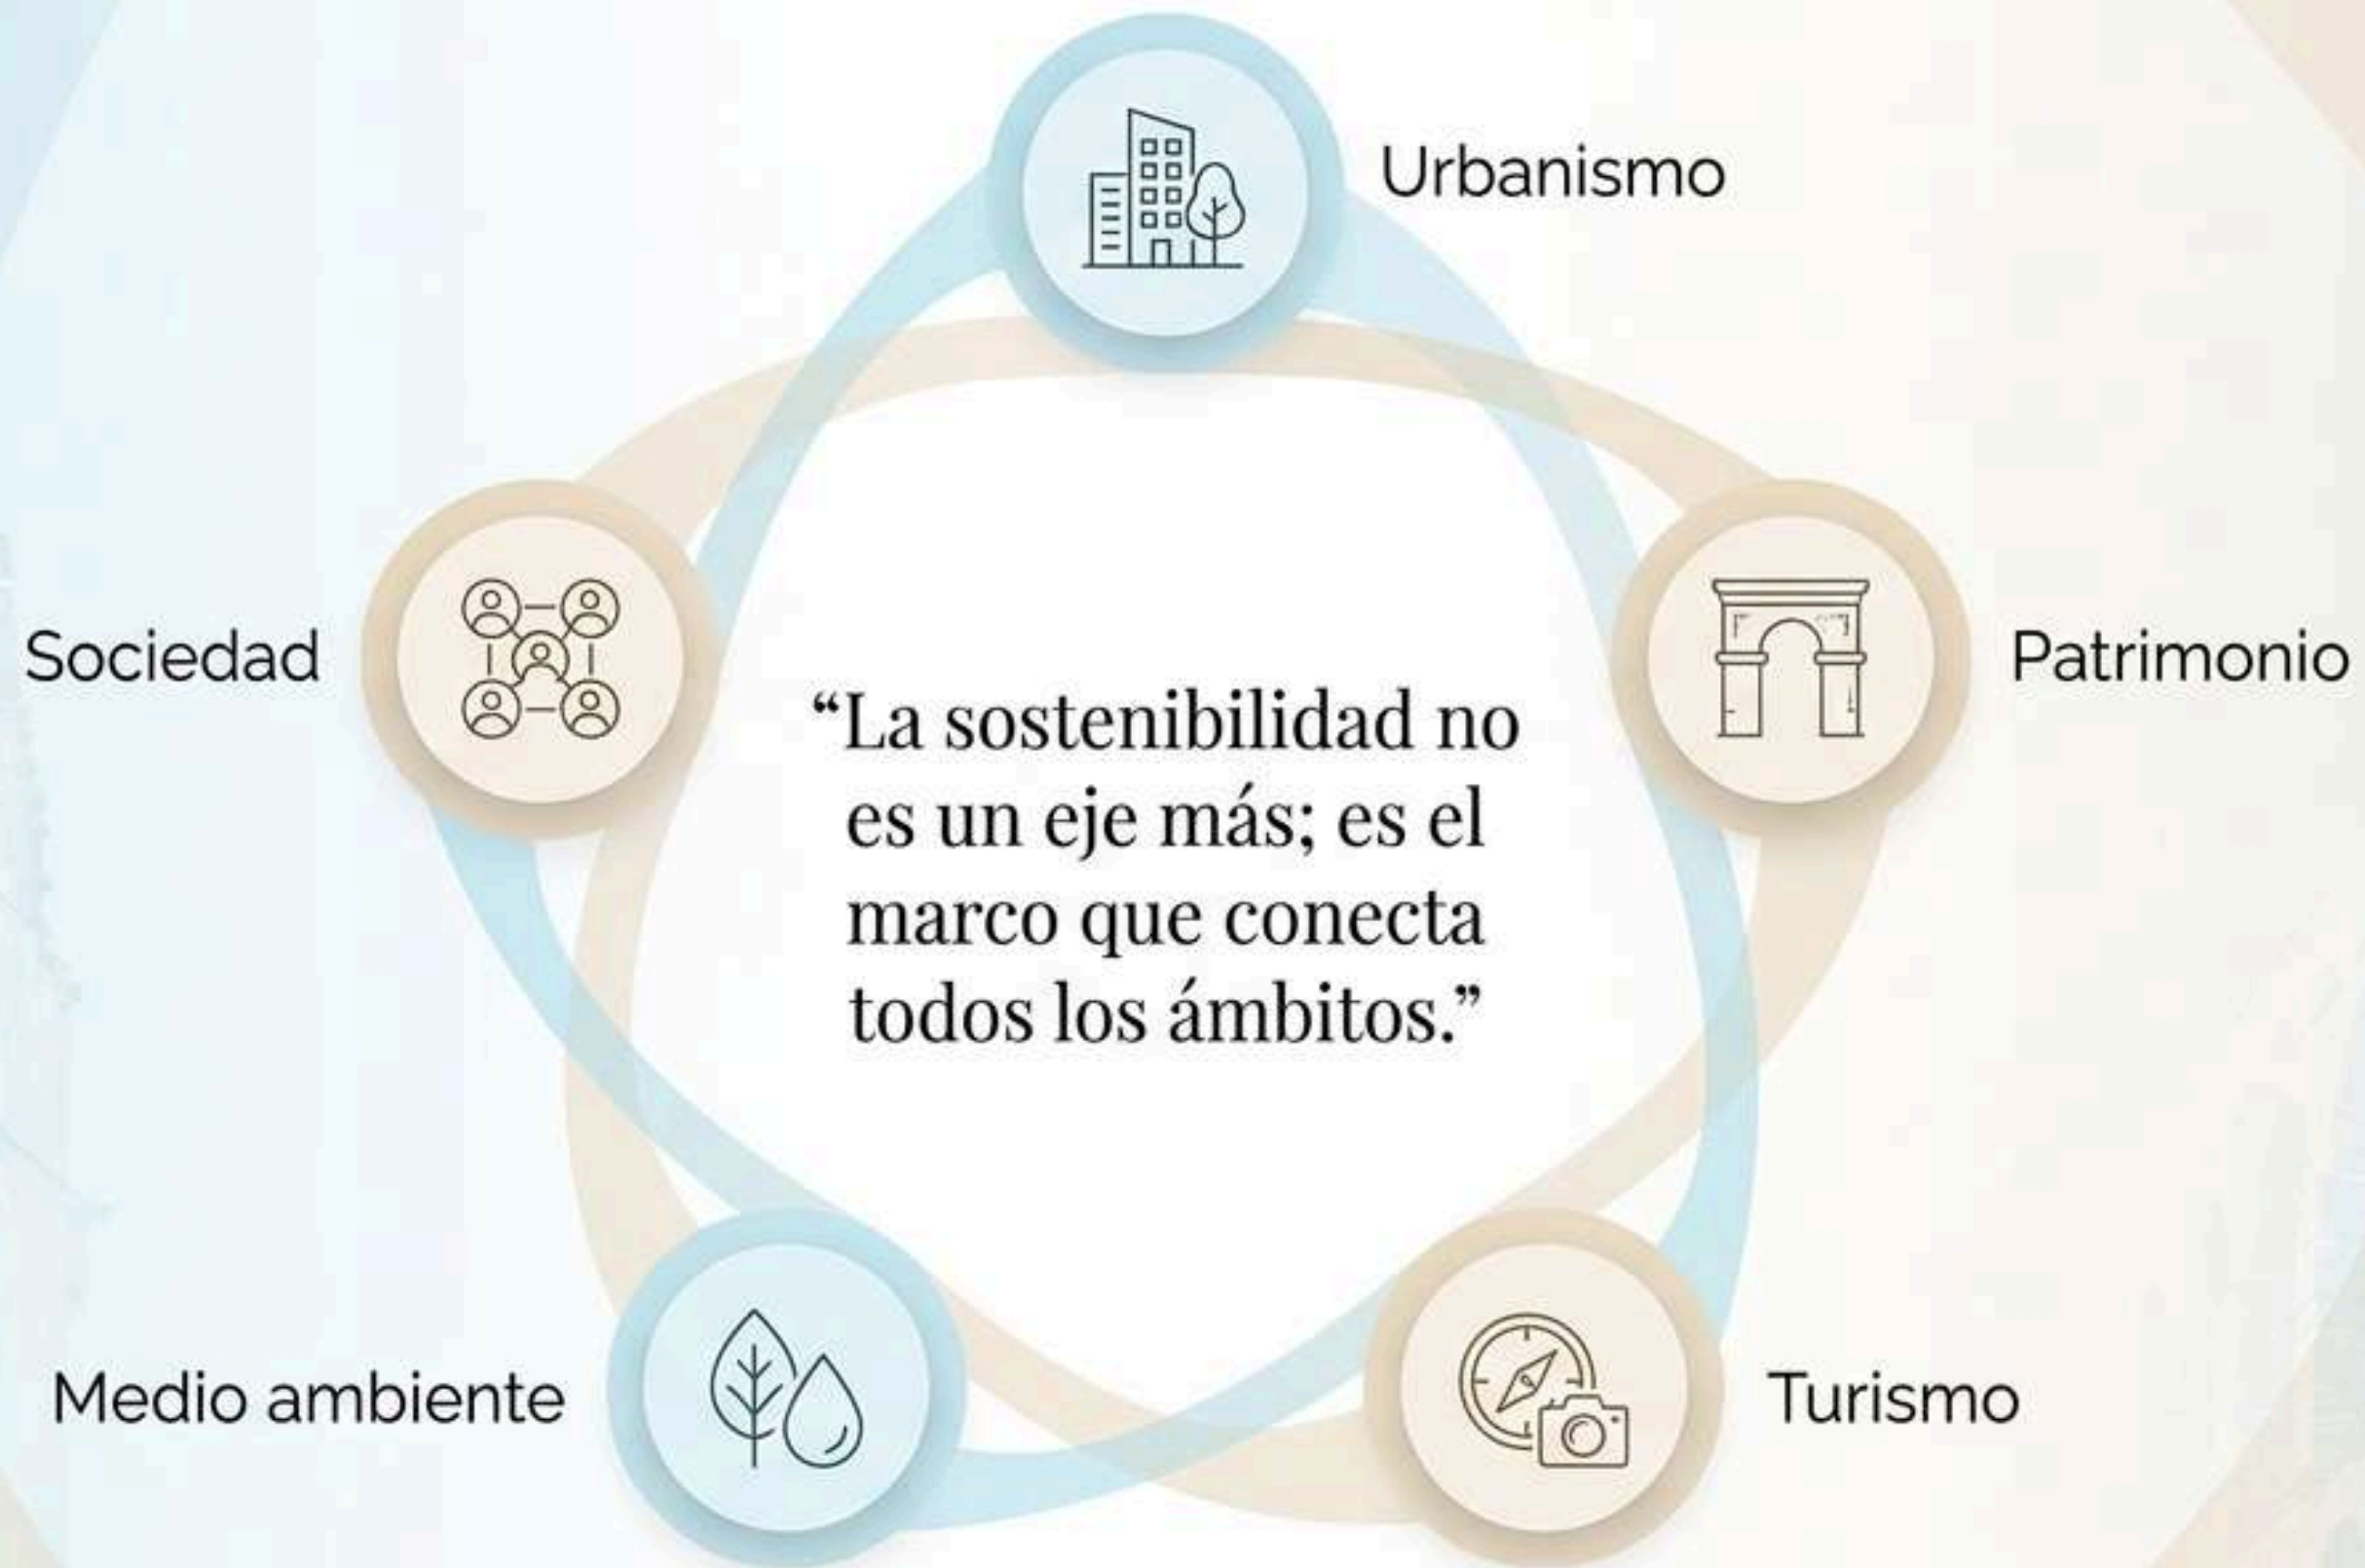 Urbanismo
Sociedad
Patrimonio
“La sostenibilidad no
es un eje más; es el
marco que conecta
todos los ámbitos.”
Medio ambiente
Turismo